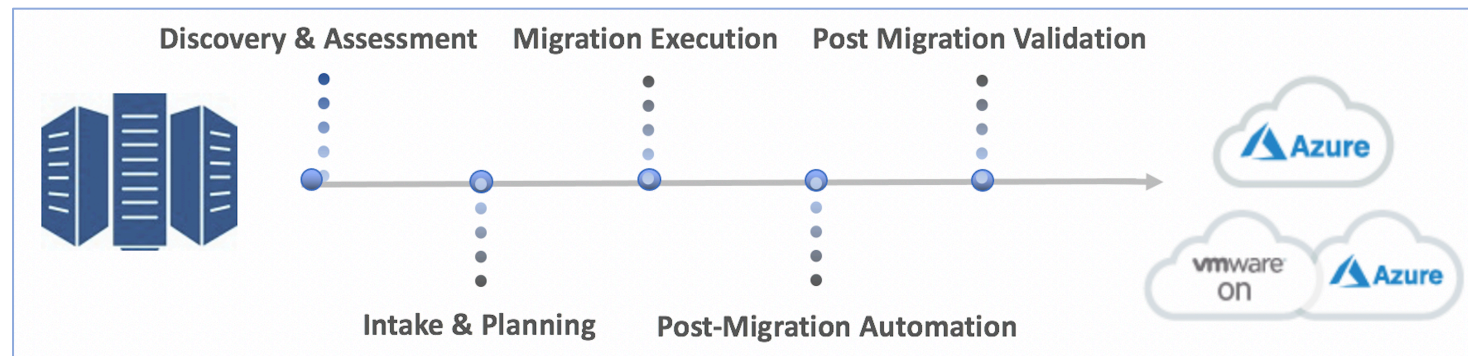 Discovery & Assessment
Migration Execution
Post Migration Validation
Azure
vmware
on
Azure
Intake & Planning
Post-Migration Automation